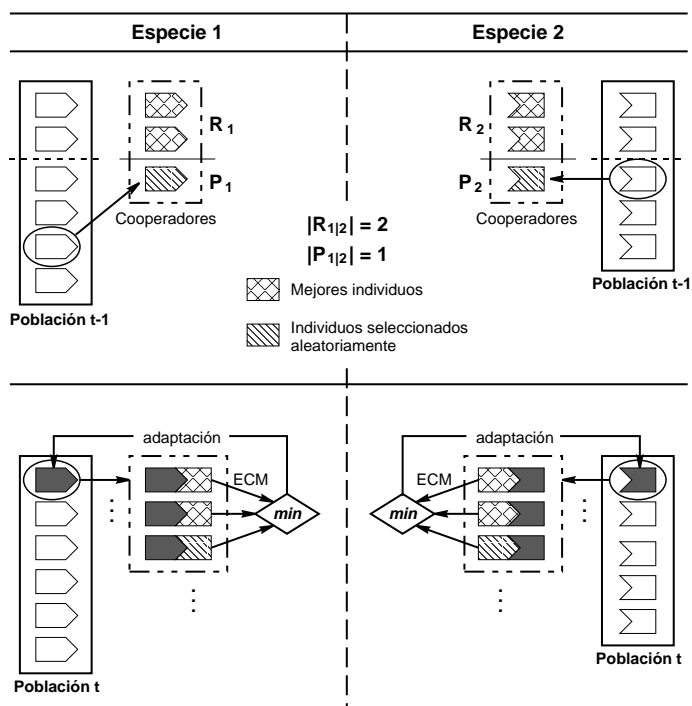 Especie 1
Especie 2
R 1
P 1
Cooperadores
Población t-1
R 2
P 2
Cooperadores
Población t-1
|R1|2| = 2
|P1|2| = 1
Mejores individuos
Individuos seleccionados
aleatoriamente
adaptación
ECM
min
Población t
adaptación
ECM
min
Población t